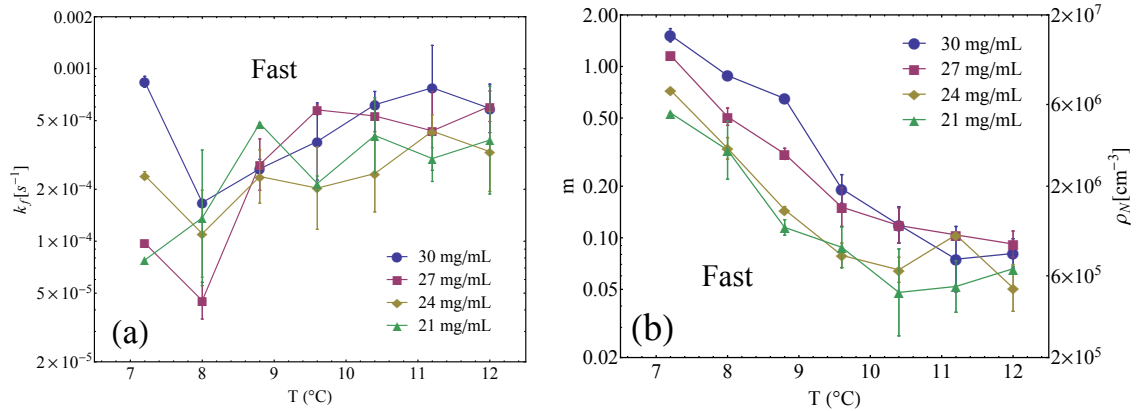 0.002
0.001
5×10⁻⁴
2×10⁻⁴
1×10⁻⁴
5×10⁻⁵
2×10⁻⁵
k_f[s⁻¹]
Fast
30 mg/mL
27 mg/mL
24 mg/mL
21 mg/mL
(a)
7 8 9 10 11 12
T (°C)
2.00
1.00
0.50
0.20
0.10
0.05
0.02
m
30 mg/mL
27 mg/mL
24 mg/mL
21 mg/mL
Fast
(b)
7 8 9 10 11 12
T (°C)
2×10⁷
6×10⁶
2×10⁶
6×10⁵
2×10⁵
ρ_N[cm⁻³]